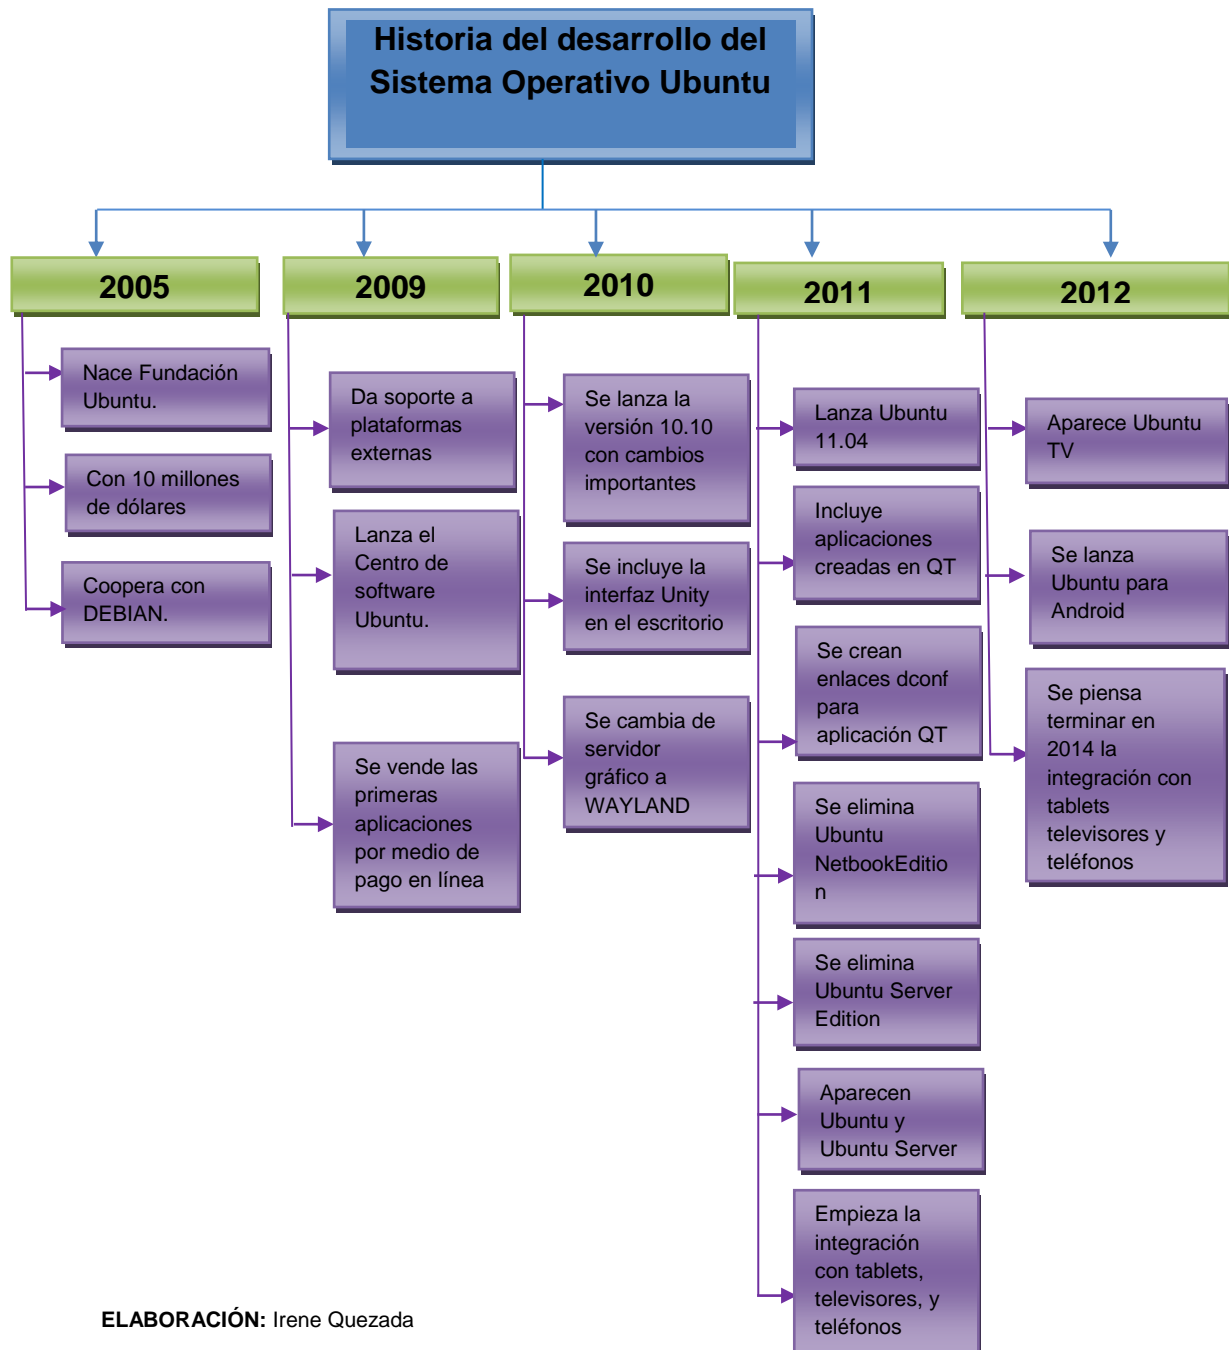 Historia del desarrollo del
Sistema Operativo Ubuntu
2005
Nace Fundación
Ubuntu.
Con 10 millones
de dólares
Coopera con
DEBIAN.
2009
Da soporte a
plataformas
externas
Lanza el
Centro de
software
Ubuntu.
Se vende las
primeras
aplicaciones
por medio de
pago en línea
2010
Se lanza la
versión 10.10
con cambios
importantes
Se incluye la
interfaz Unity
en el escritorio
Se cambia de
servidor
gráfico a
WAYLAND
2011
Lanza Ubuntu
11.04
Incluye
aplicaciones
creadas en QT
Se crean
enlaces dconf
para
aplicación QT
Se elimina
Ubuntu
NetbookEditio
n
Se elimina
Ubuntu Server
Edition
Aparecen
Ubuntu y
Ubuntu Server
Empieza la
integración
con tablets,
televisores, y
teléfonos
2012
Aparece Ubuntu
TV
Se lanza
Ubuntu para
Android
Se piensa
terminar en
2014 la
integración con
tablets
televisores y
teléfonos
ELABORACIÓN: Irene Quezada